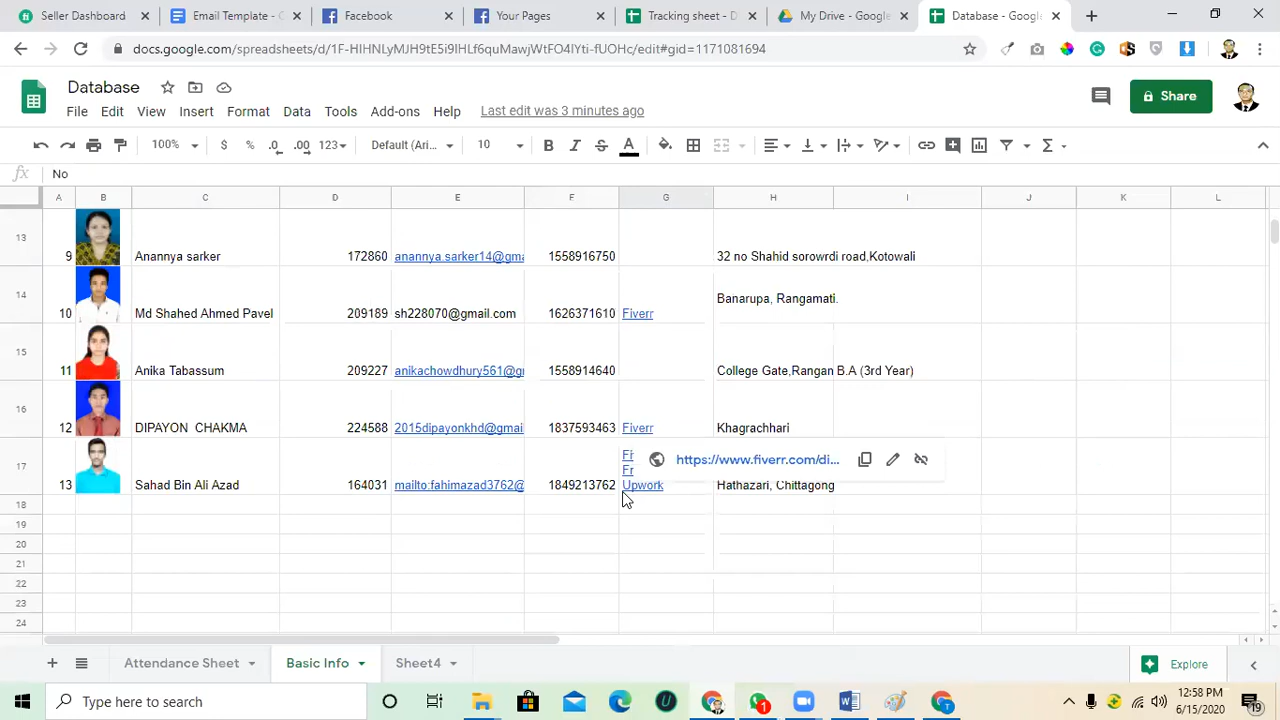 Seller Dashboard
Email Template - G
Facebook
Your Pages
Tracking sheet
My Drive - Google
Database - Google
docs.google.com/spreadsheets/d/1F-HIHNLyMJH9tE5i9IHLf6quMawjWtFO4lYti-fUOHc/edit#gid=1171081694
Database
File Edit View Insert Format Data Tools Add-ons Help Last edit was 3 minutes ago
Share
100% $ % .0 .00 123 Default (Ari... 10 B I S A
fx No
A B C D E F G H I J K L
13 9 Anannya sarker 172860 anannya.sarker14@gma 1558916750 32 no Shahid sorowrdi road,Kotowali
14 10 Md Shahed Ahmed Pavel 209189 sh228070@gmail.com 1626371610 Fiverr Banarupa, Rangamati.
15 11 Anika Tabassum 209227 anikachowdhury561@g 1558914640 College Gate,Rangan B.A (3rd Year)
16 12 DIPAYON CHAKMA 224588 2015dipayonkhd@gmai 1837593463 Fiverr Khagrachhari
Fi https://www.fiverr.com/di...
Fr
17 13 Sahad Bin Ali Azad 164031 mailto:fahimazad3762@ 1849213762 Upwork Hathazari, Chittagong
18
19
20
21
22
23
24
Attendance Sheet Basic Info Sheet4 Explore
Type here to search
1
T
12:58 PM
6/15/2020
19